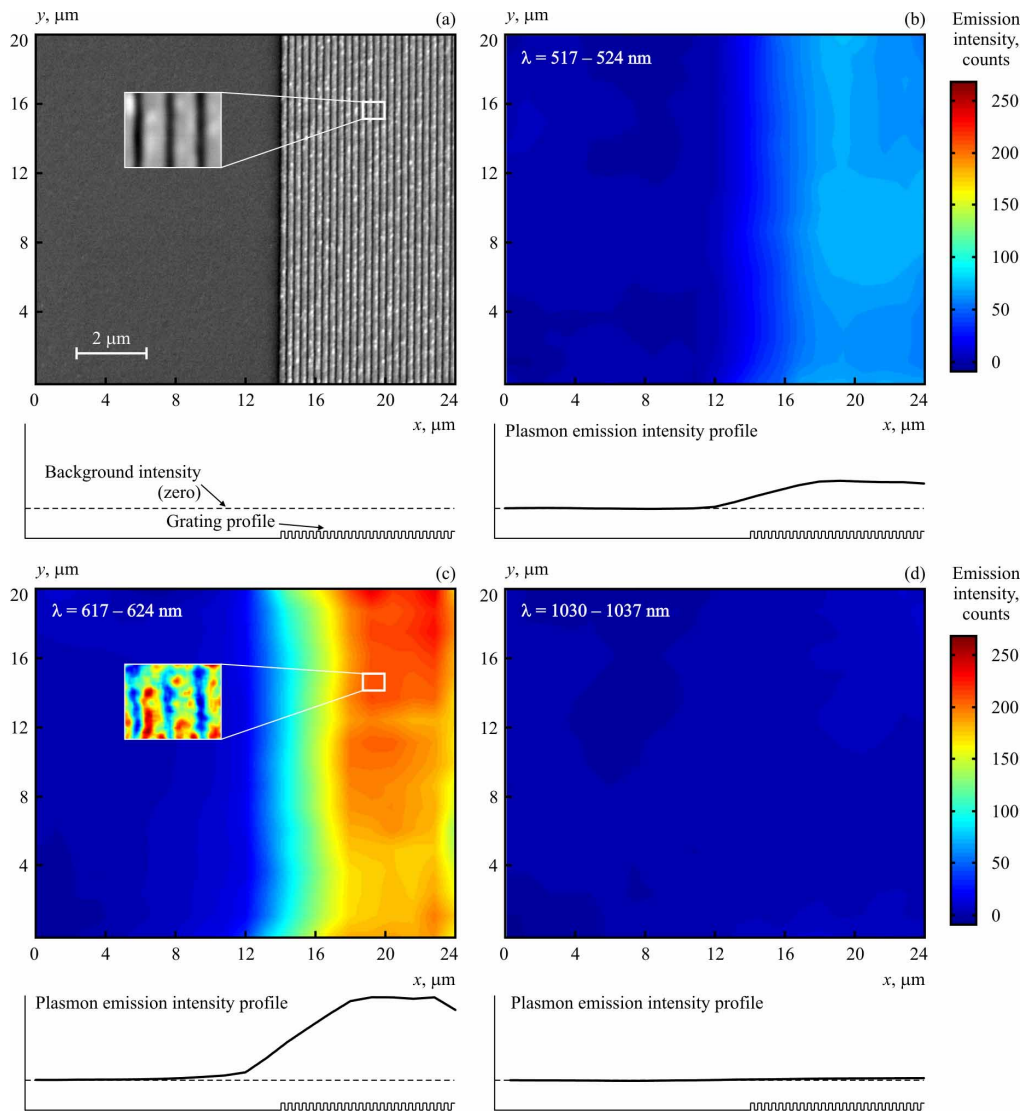 y, μm
(a)
20
16
12
8
4
2 μm
0
4
8
12
16
20
24
x, μm
Background intensity
(zero)
Grating profile
y, μm
(b)
Emission
intensity,
counts
λ = 517 – 524 nm
20
16
12
8
4
0
4
8
12
16
20
24
x, μm
250
200
150
100
50
0
Plasmon emission intensity profile
y, μm
(c)
λ = 617 – 624 nm
20
16
12
8
4
0
4
8
12
16
20
24
x, μm
Plasmon emission intensity profile
y, μm
(d)
Emission
intensity,
counts
λ = 1030 – 1037 nm
20
16
12
8
4
0
4
8
12
16
20
24
x, μm
250
200
150
100
50
0
Plasmon emission intensity profile